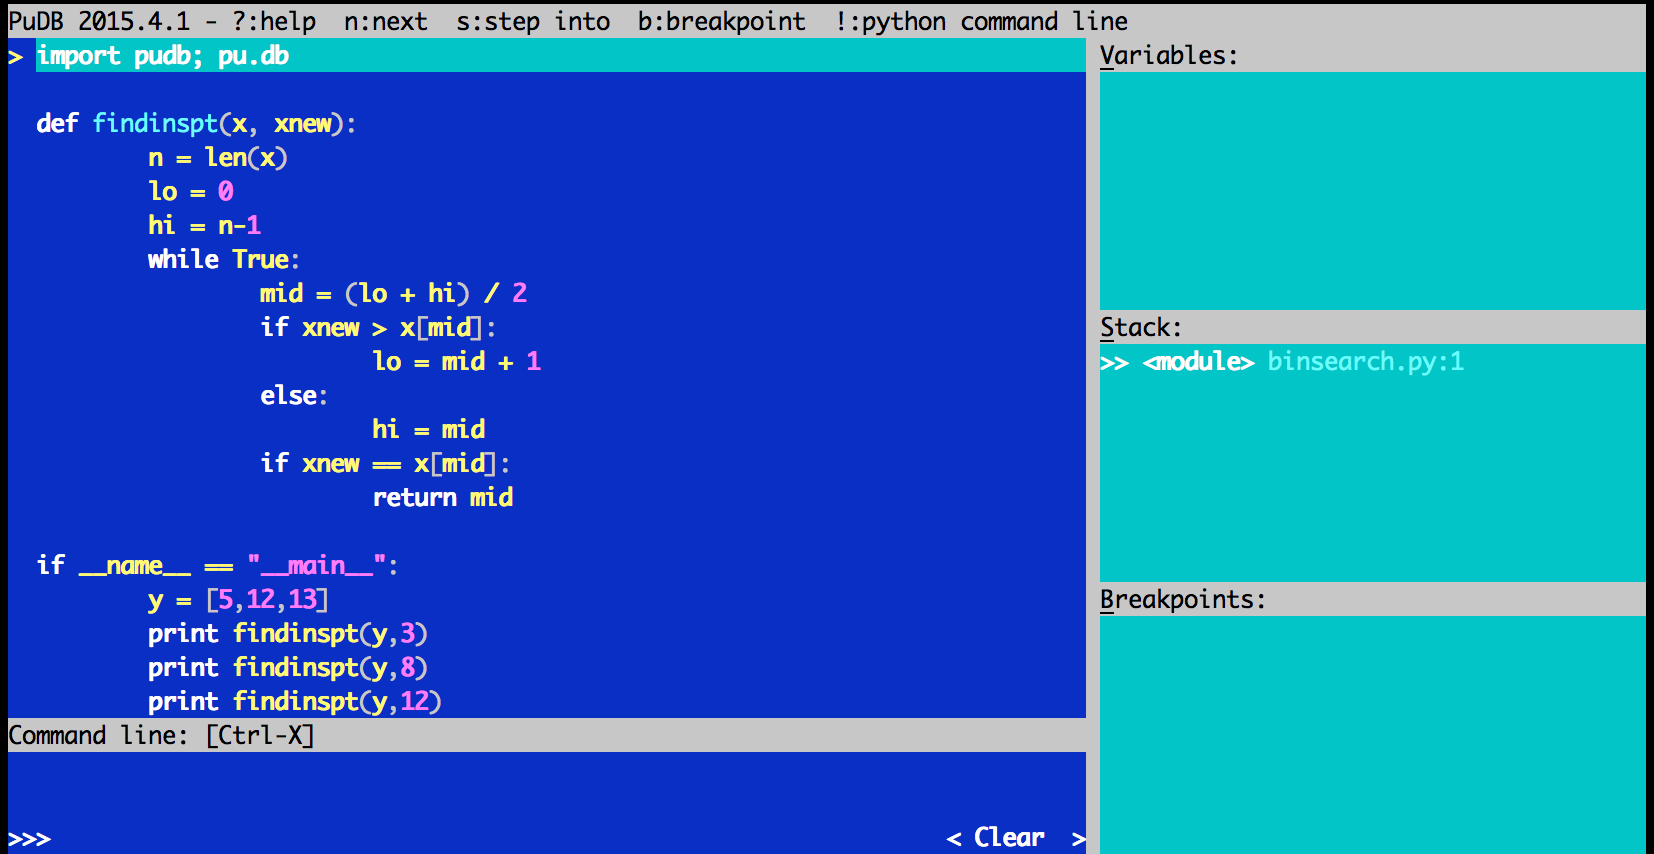 PuDB 2015.4.1 - ?:help  n:next  s:step into  b:breakpoint  !:python command line
> import pudb; pu.db
def findinspt(x, xnew):
        n = len(x)
        lo = 0
        hi = n-1
        while True:
                mid = (lo + hi) / 2
                if xnew > x[mid]:
                        lo = mid + 1
                else:
                        hi = mid
                if xnew == x[mid]:
                        return mid
if __name__ == "__main__":
        y = [5,12,13]
        print findinspt(y,3)
        print findinspt(y,8)
        print findinspt(y,12)
Command line: [Ctrl-X]
>>>
< Clear  >
Variables:
Stack:
>> <module> binsearch.py:1
Breakpoints: